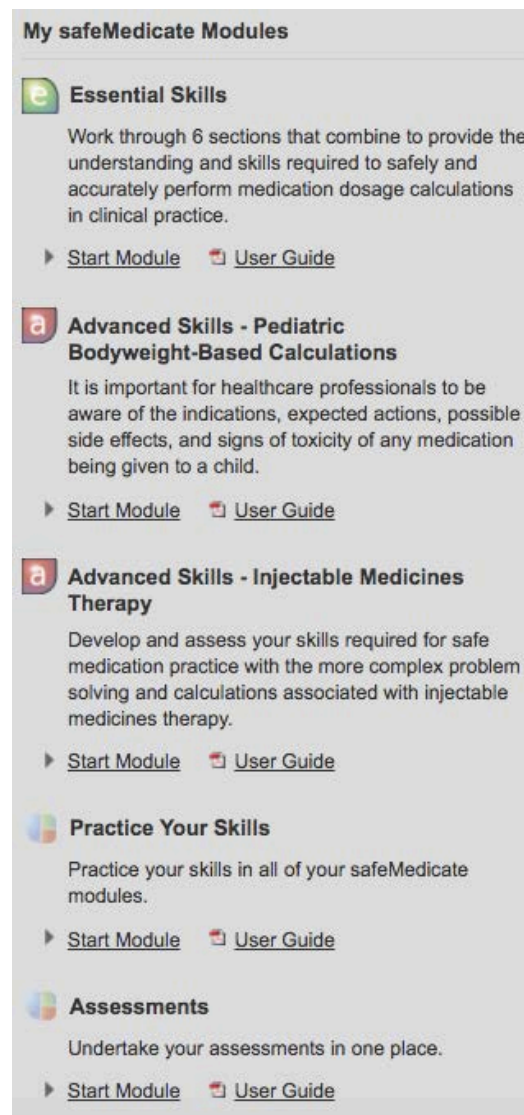 My safeMedicate Modules
e
Essential Skills
Work through 6 sections that combine to provide the
understanding and skills required to safely and
accurately perform medication dosage calculations
in clinical practice.
Start Module User Guide
a
Advanced Skills - Pediatric
Bodyweight-Based Calculations
It is important for healthcare professionals to be
aware of the indications, expected actions, possible
side effects, and signs of toxicity of any medication
being given to a child.
Start Module User Guide
a
Advanced Skills - Injectable Medicines
Therapy
Develop and assess your skills required for safe
medication practice with the more complex problem
solving and calculations associated with injectable
medicines therapy.
Start Module User Guide
Practice Your Skills
Practice your skills in all of your safeMedicate
modules.
Start Module User Guide
Assessments
Undertake your assessments in one place.
Start Module User Guide